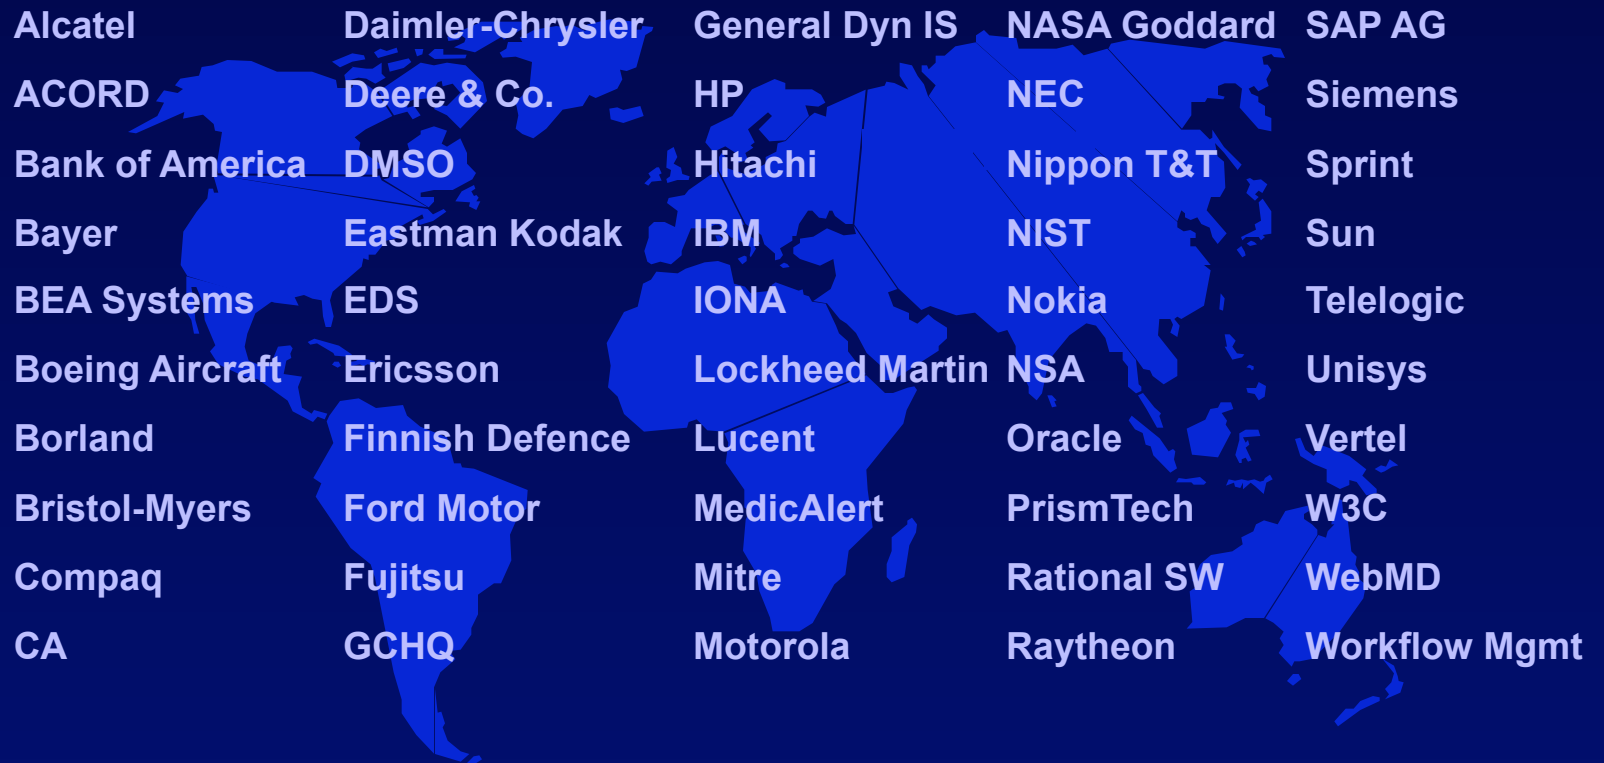 Alcatel
ACORD
Bank of America
Bayer
BEA Systems
Boeing Aircraft
Borland
Bristol-Myers
Compaq
CA
Daimler-Chrysler
Deere & Co.
DMSO
Eastman Kodak
EDS
Ericsson
Finnish Defence
Ford Motor
Fujitsu
GCHQ
General Dyn IS
HP
Hitachi
IBM
IONA
Lockheed Martin
Lucent
MedicAlert
Mitre
Motorola
NASA Goddard
NEC
Nippon T&T
NIST
Nokia
NSA
Oracle
PrismTech
Rational SW
Raytheon
SAP AG
Siemens
Sprint
Sun
Telelogic
Unisys
Vertel
W3C
WebMD
Workflow Mgmt